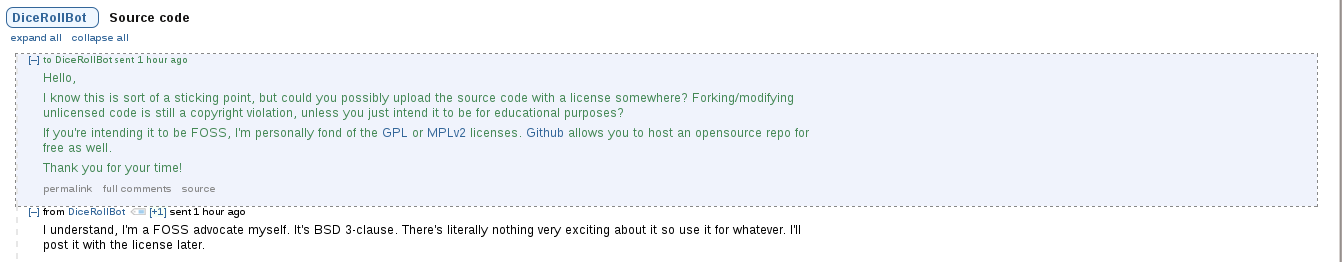 DiceRollBot Source code
expand all collapse all
[–] to DiceRollBot sent 1 hour ago
Hello,
I know this is sort of a sticking point, but could you possibly upload the source code with a license somewhere? Forking/modifying
unlicensed code is still a copyright violation, unless you just intend it to be for educational purposes?
If you're intending it to be FOSS, I'm personally fond of the GPL or MPLv2 licenses. Github allows you to host an opensource repo for
free as well.
Thank you for your time!
permalink full comments source
[–] from DiceRollBot [+1] sent 1 hour ago
I understand, I'm a FOSS advocate myself. It's BSD 3-clause. There's literally nothing very exciting about it so use it for whatever. I'll
post it with the license later.